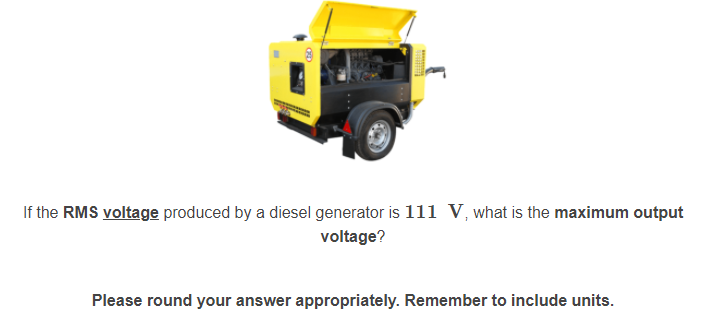 If the RMS voltage produced by a diesel generator is 111 V, what is the maximum output
voltage?
Please round your answer appropriately. Remember to include units.